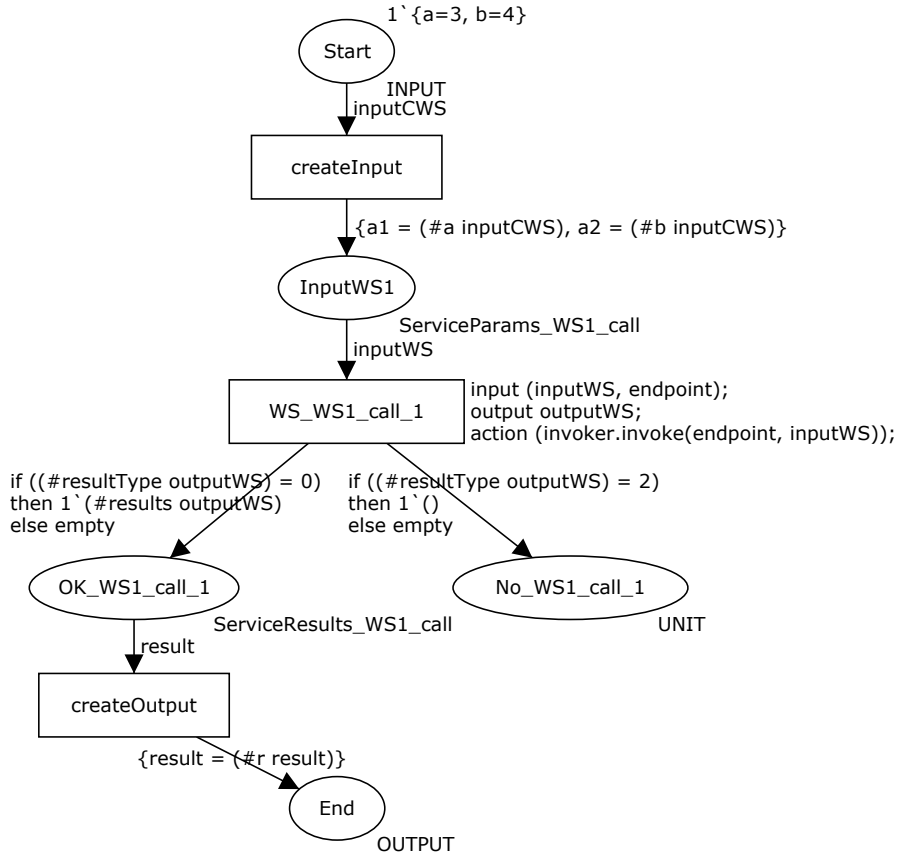 1`{a=3, b=4}
Start
INPUT
inputCWS
createInput
{a1 = (#a inputCWS), a2 = (#b inputCWS)}
InputWS1
ServiceParams_WS1_call
inputWS
WS_WS1_call_1
input (inputWS, endpoint);
output outputWS;
action (invoker.invoke(endpoint, inputWS));
if ((#resultType outputWS) = 0)
then 1`(#results outputWS)
else empty
if ((#resultType outputWS) = 2)
then 1`()
else empty
OK_WS1_call_1
ServiceResults_WS1_call
No_WS1_call_1
UNIT
result
createOutput
{result = (#r result)}
End
OUTPUT